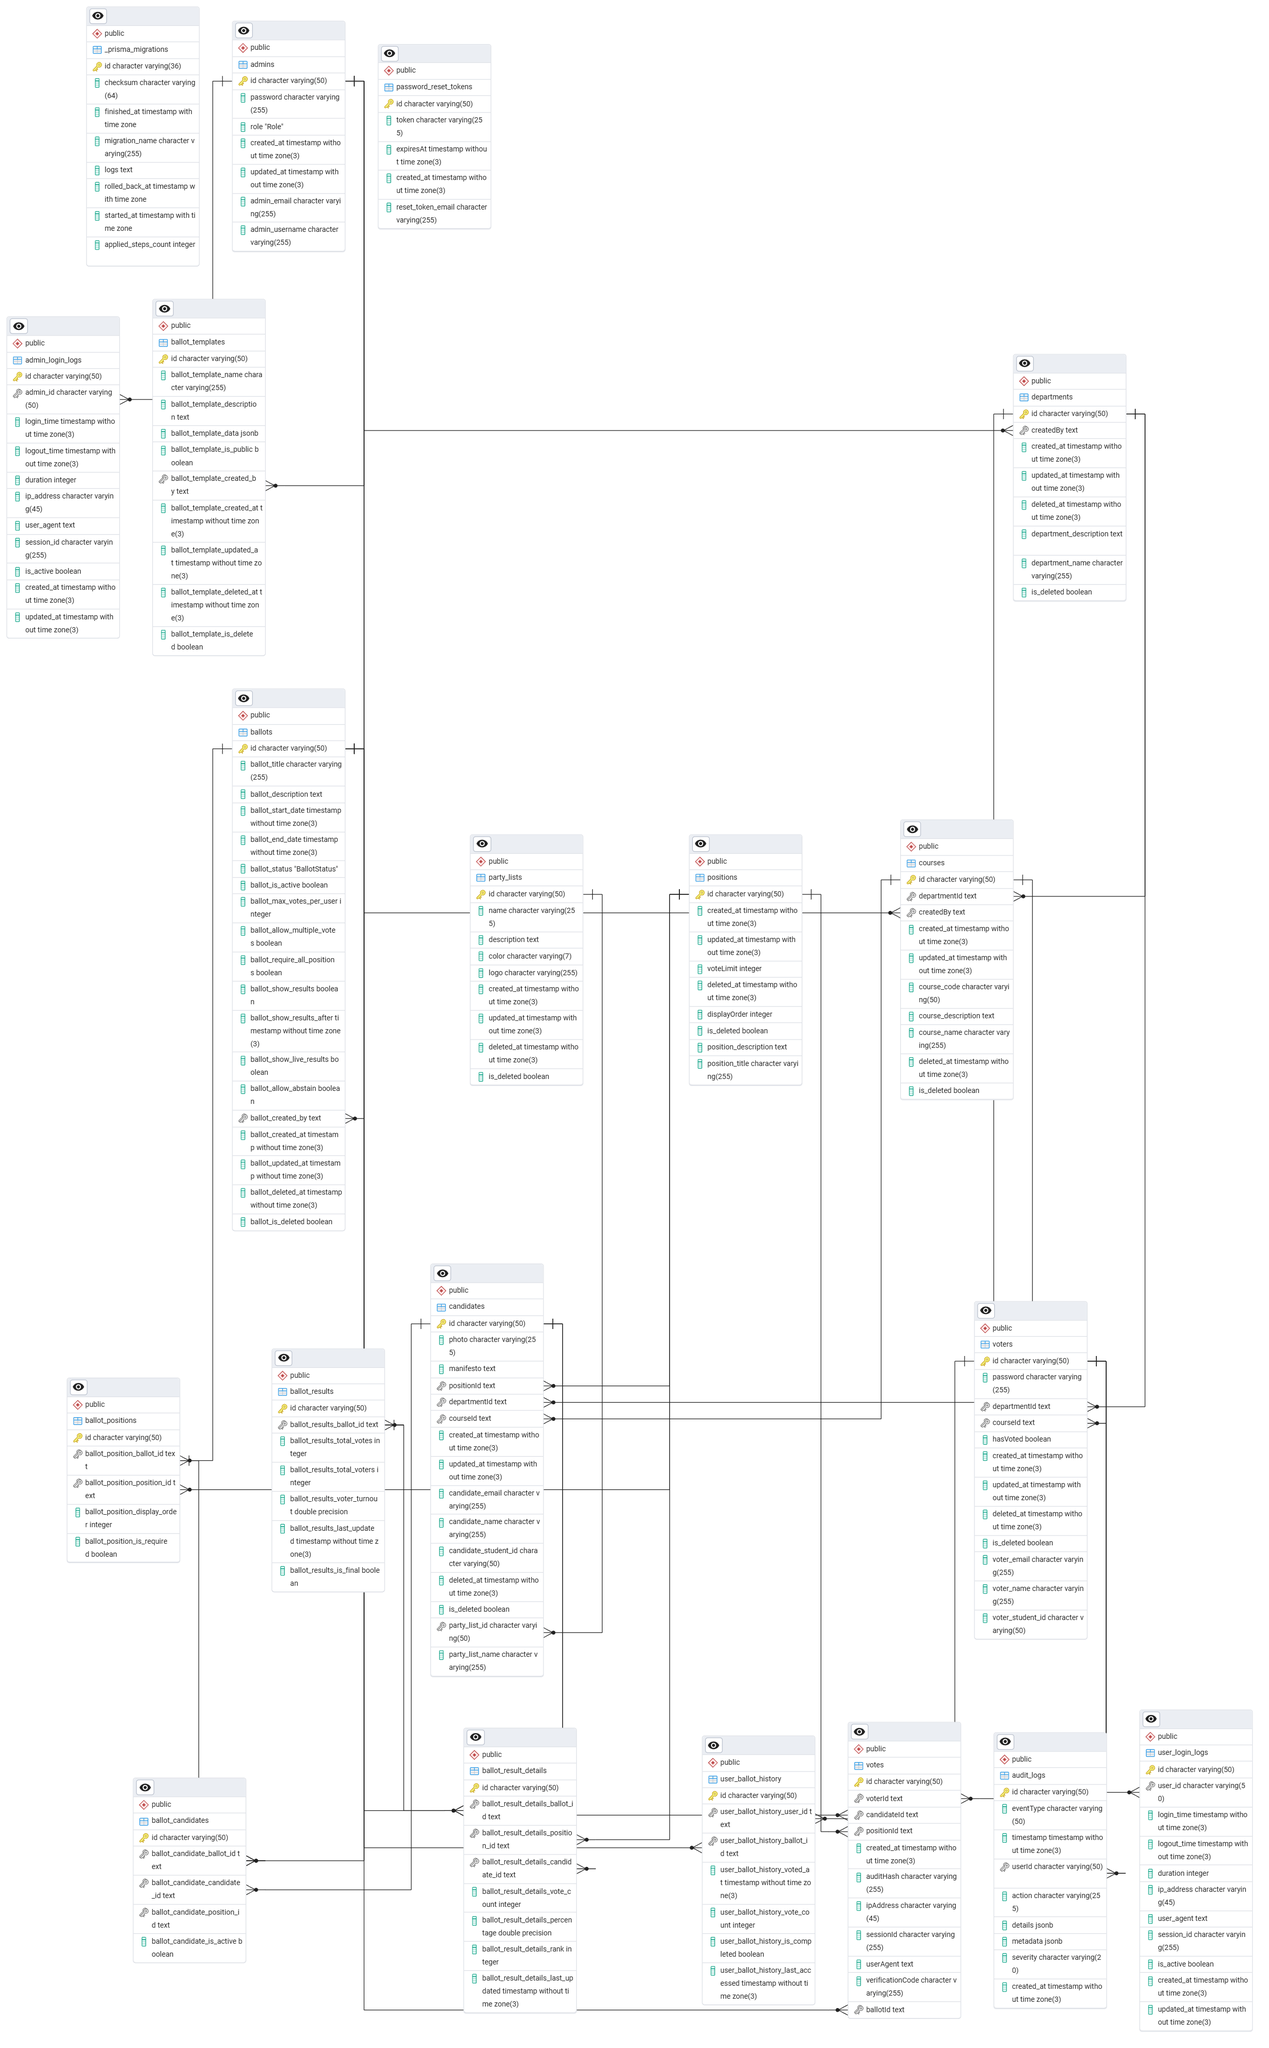 public
_prisma_migrations
id character varying(36)
checksum character varying
(64)
finished_at timestamp with
time zone
migration_name character v
arying(255)
logs text
rolled_back_at timestamp w
ith time zone
started_at timestamp with ti
me zone
applied_steps_count integer
public
admins
id character varying(50)
password character varying
(255)
role "Role"
created_at timestamp witho
ut time zone(3)
updated_at timestamp with
out time zone(3)
admin_email character varyi
ng(255)
admin_username character
varying(255)
public
password_reset_tokens
id character varying(50)
token character varying(25
5)
expiresAt timestamp withou
t time zone(3)
created_at timestamp witho
ut time zone(3)
reset_token_email character
varying(255)
public
admin_login_logs
id character varying(50)
admin_id character varying
(50)
login_time timestamp witho
ut time zone(3)
logout_time timestamp with
out time zone(3)
duration integer
ip_address character varyin
g(45)
user_agent text
session_id character varyin
g(255)
is_active boolean
created_at timestamp witho
ut time zone(3)
updated_at timestamp with
out time zone(3)
public
ballot_templates
id character varying(50)
ballot_template_name chara
cter varying(255)
ballot_template_descriptio
n text
ballot_template_data jsonb
ballot_template_is_public b
oolean
ballot_template_created_b
y text
ballot_template_created_at t
imestamp without time zon
e(3)
ballot_template_updated_a
t timestamp without time zo
ne(3)
ballot_template_deleted_at t
imestamp without time zon
e(3)
ballot_template_is_delete
d boolean
public
departments
id character varying(50)
createdBy text
created_at timestamp witho
ut time zone(3)
updated_at timestamp with
out time zone(3)
deleted_at timestamp witho
ut time zone(3)
department_description text
department_name character
varying(255)
is_deleted boolean
public
ballots
id character varying(50)
ballot_title character varying
(255)
ballot_description text
ballot_start_date timestamp
without time zone(3)
ballot_end_date timestamp
without time zone(3)
ballot_status "BallotStatus"
ballot_is_active boolean
ballot_max_votes_per_user i
nteger
ballot_allow_multiple_vote
s boolean
ballot_require_all_position
s boolean
ballot_show_results boolea
n
ballot_show_results_after ti
mestamp without time zone
(3)
ballot_show_live_results bo
olean
ballot_allow_abstain boolea
n
ballot_created_by text
ballot_created_at timestam
p without time zone(3)
ballot_updated_at timestam
p without time zone(3)
ballot_deleted_at timestamp
without time zone(3)
ballot_is_deleted boolean
public
party_lists
id character varying(50)
name character varying(25
5)
description text
color character varying(7)
logo character varying(255)
created_at timestamp witho
ut time zone(3)
updated_at timestamp with
out time zone(3)
deleted_at timestamp witho
ut time zone(3)
is_deleted boolean
public
positions
id character varying(50)
created_at timestamp witho
ut time zone(3)
updated_at timestamp with
out time zone(3)
voteLimit integer
deleted_at timestamp witho
ut time zone(3)
displayOrder integer
is_deleted boolean
position_description text
position_title character varyi
ng(255)
public
courses
id character varying(50)
departmentId text
createdBy text
created_at timestamp witho
ut time zone(3)
updated_at timestamp with
out time zone(3)
course_code character varyi
ng(50)
course_description text
course_name character vary
ing(255)
deleted_at timestamp witho
ut time zone(3)
is_deleted boolean
public
candidates
id character varying(50)
photo character varying(25
5)
manifesto text
positionId text
departmentId text
courseId text
created_at timestamp witho
ut time zone(3)
updated_at timestamp with
out time zone(3)
candidate_email character v
arying(255)
candidate_name character v
arying(255)
candidate_student_id chara
cter varying(50)
deleted_at timestamp witho
ut time zone(3)
is_deleted boolean
party_list_id character varyi
ng(50)
party_list_name character v
arying(255)
public
voters
id character varying(50)
password character varying
(255)
departmentId text
courseId text
hasVoted boolean
created_at timestamp witho
ut time zone(3)
updated_at timestamp with
out time zone(3)
deleted_at timestamp witho
ut time zone(3)
is_deleted boolean
voter_email character varyin
g(255)
voter_name character varyin
g(255)
voter_student_id character v
arying(50)
public
ballot_positions
id character varying(50)
ballot_position_ballot_id tex
t
ballot_position_position_id t
ext
ballot_position_display_orde
r integer
ballot_position_is_require
d boolean
public
ballot_results
id character varying(50)
ballot_results_ballot_id text
ballot_results_total_votes in
teger
ballot_results_total_voters i
nteger
ballot_results_voter_turnou
t double precision
ballot_results_last_update
d timestamp without time z
one(3)
ballot_results_is_final boole
an
public
ballot_candidates
id character varying(50)
ballot_candidate_ballot_id t
ext
ballot_candidate_candidate
_id text
ballot_candidate_position_i
d text
ballot_candidate_is_active b
oolean
public
ballot_result_details
id character varying(50)
ballot_result_details_ballot_i
d text
ballot_result_details_positio
n_id text
ballot_result_details_candid
ate_id text
ballot_result_details_vote_c
ount integer
ballot_result_details_percen
tage double precision
ballot_result_details_rank in
teger
ballot_result_details_last_up
dated timestamp without ti
me zone(3)
public
user_ballot_history
id character varying(50)
user_ballot_history_user_id t
ext
user_ballot_history_ballot_i
d text
user_ballot_history_voted_a
t timestamp without time zo
ne(3)
user_ballot_history_vote_co
unt integer
user_ballot_history_is_comp
leted boolean
user_ballot_history_last_acc
essed timestamp without ti
me zone(3)
public
votes
id character varying(50)
voterId text
candidateId text
positionId text
created_at timestamp witho
ut time zone(3)
auditHash character varying
(255)
ipAddress character varying
(45)
sessionId character varying
(255)
userAgent text
verificationCode character v
arying(255)
ballotId text
public
audit_logs
id character varying(50)
eventType character varying
(50)
timestamp timestamp witho
ut time zone(3)
userId character varying(50)
action character varying(25
5)
details jsonb
metadata jsonb
severity character varying(2
0)
created_at timestamp witho
ut time zone(3)
public
user_login_logs
id character varying(50)
user_id character varying(5
0)
login_time timestamp witho
ut time zone(3)
logout_time timestamp with
out time zone(3)
duration integer
ip_address character varyin
g(45)
user_agent text
session_id character varyin
g(255)
is_active boolean
created_at timestamp witho
ut time zone(3)
updated_at timestamp with
out time zone(3)